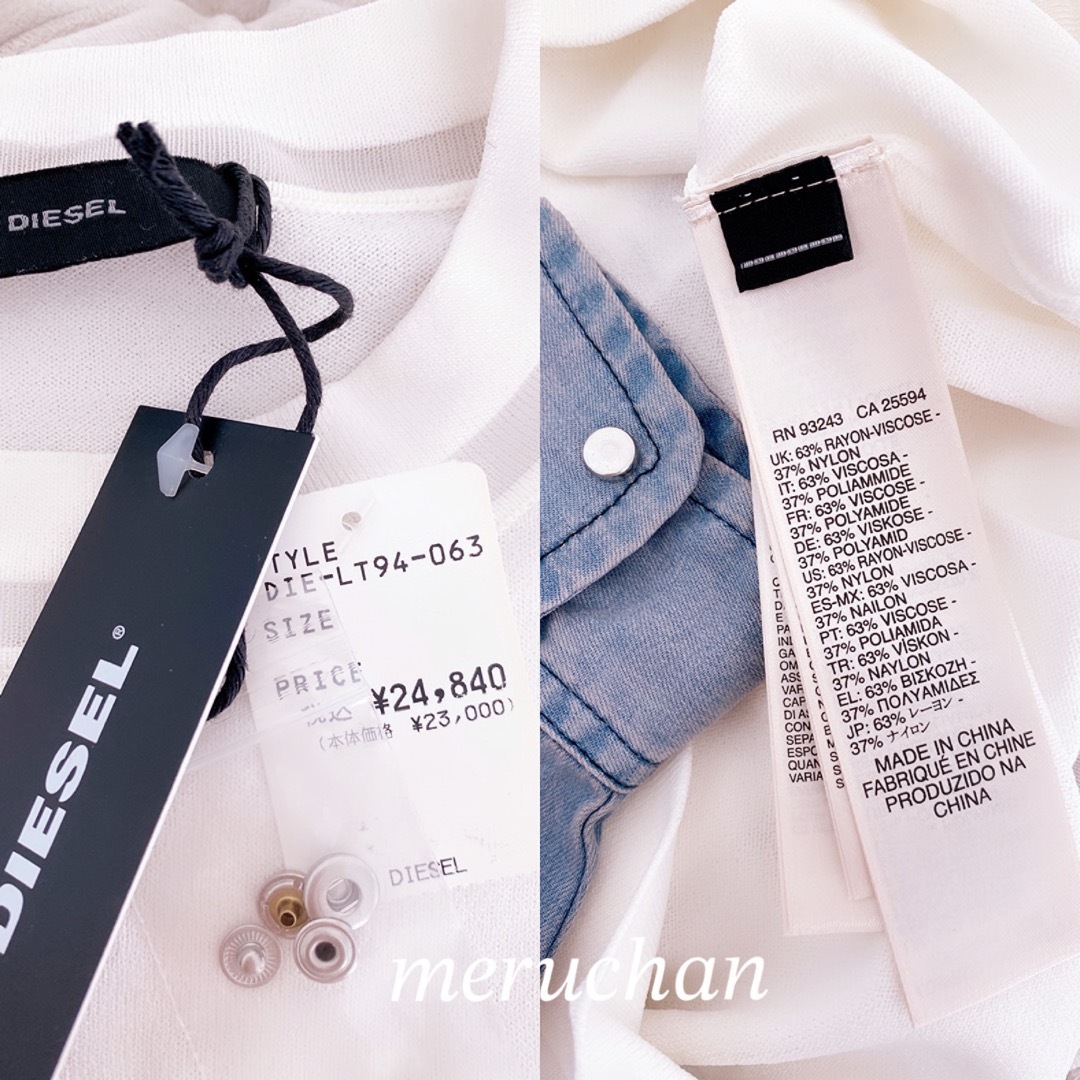 DIESEL
DIESEL®
TYLE
DIE-LT94-063
SIZE
PRICE
税込 ¥24,840
(本体価格 ¥23,000)
DIESEL
RN 93243 CA 25594
UK: 63% RAYON-VISCOSE -
37% NYLON
IT: 63% VISCOSA -
37% POLIAMMIDE
FR: 63% VISCOSE -
37% POLYAMIDE
DE: 63% VISKOSE -
37% POLYAMID
US: 63% RAYON-VISCOSE -
37% NYLON
ES-MX: 63% VISCOSA -
37% NAILON
PT: 63% VISCOSE -
37% POLIAMIDA
TR: 63% VISKON -
37% NAYLON
EL: 63% ΒΙΣΚΟΖΗ -
37% ΠΟΛΥΑΜΙΔΕΣ
JP: 63% レーヨン -
37% ナイロン
MADE IN CHINA
FABRIQUÉ EN CHINE
PRODUZIDO NA
CHINA
meruchan